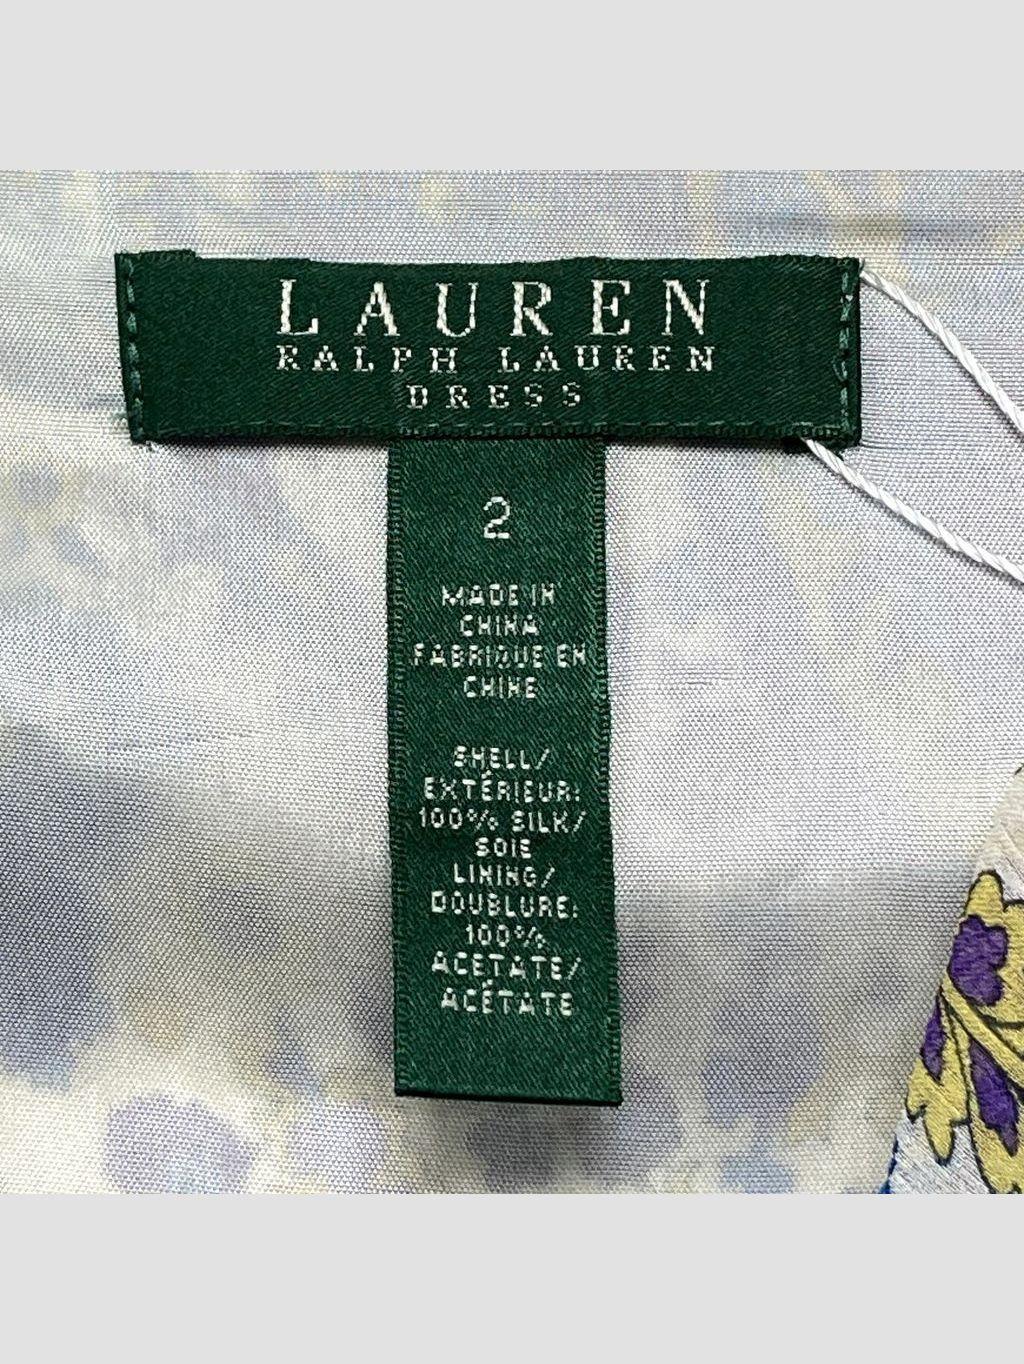 LAUREN
RALPH LAUREN
DRESS
2
MADE IN
CHINA
FABRIQUE EN
CHINE
SHELL/
EXTÉRIEUR:
100% SILK/
SOIE
LINING/
DOUBLURE:
100%
ACETATE/
ACÉTATE